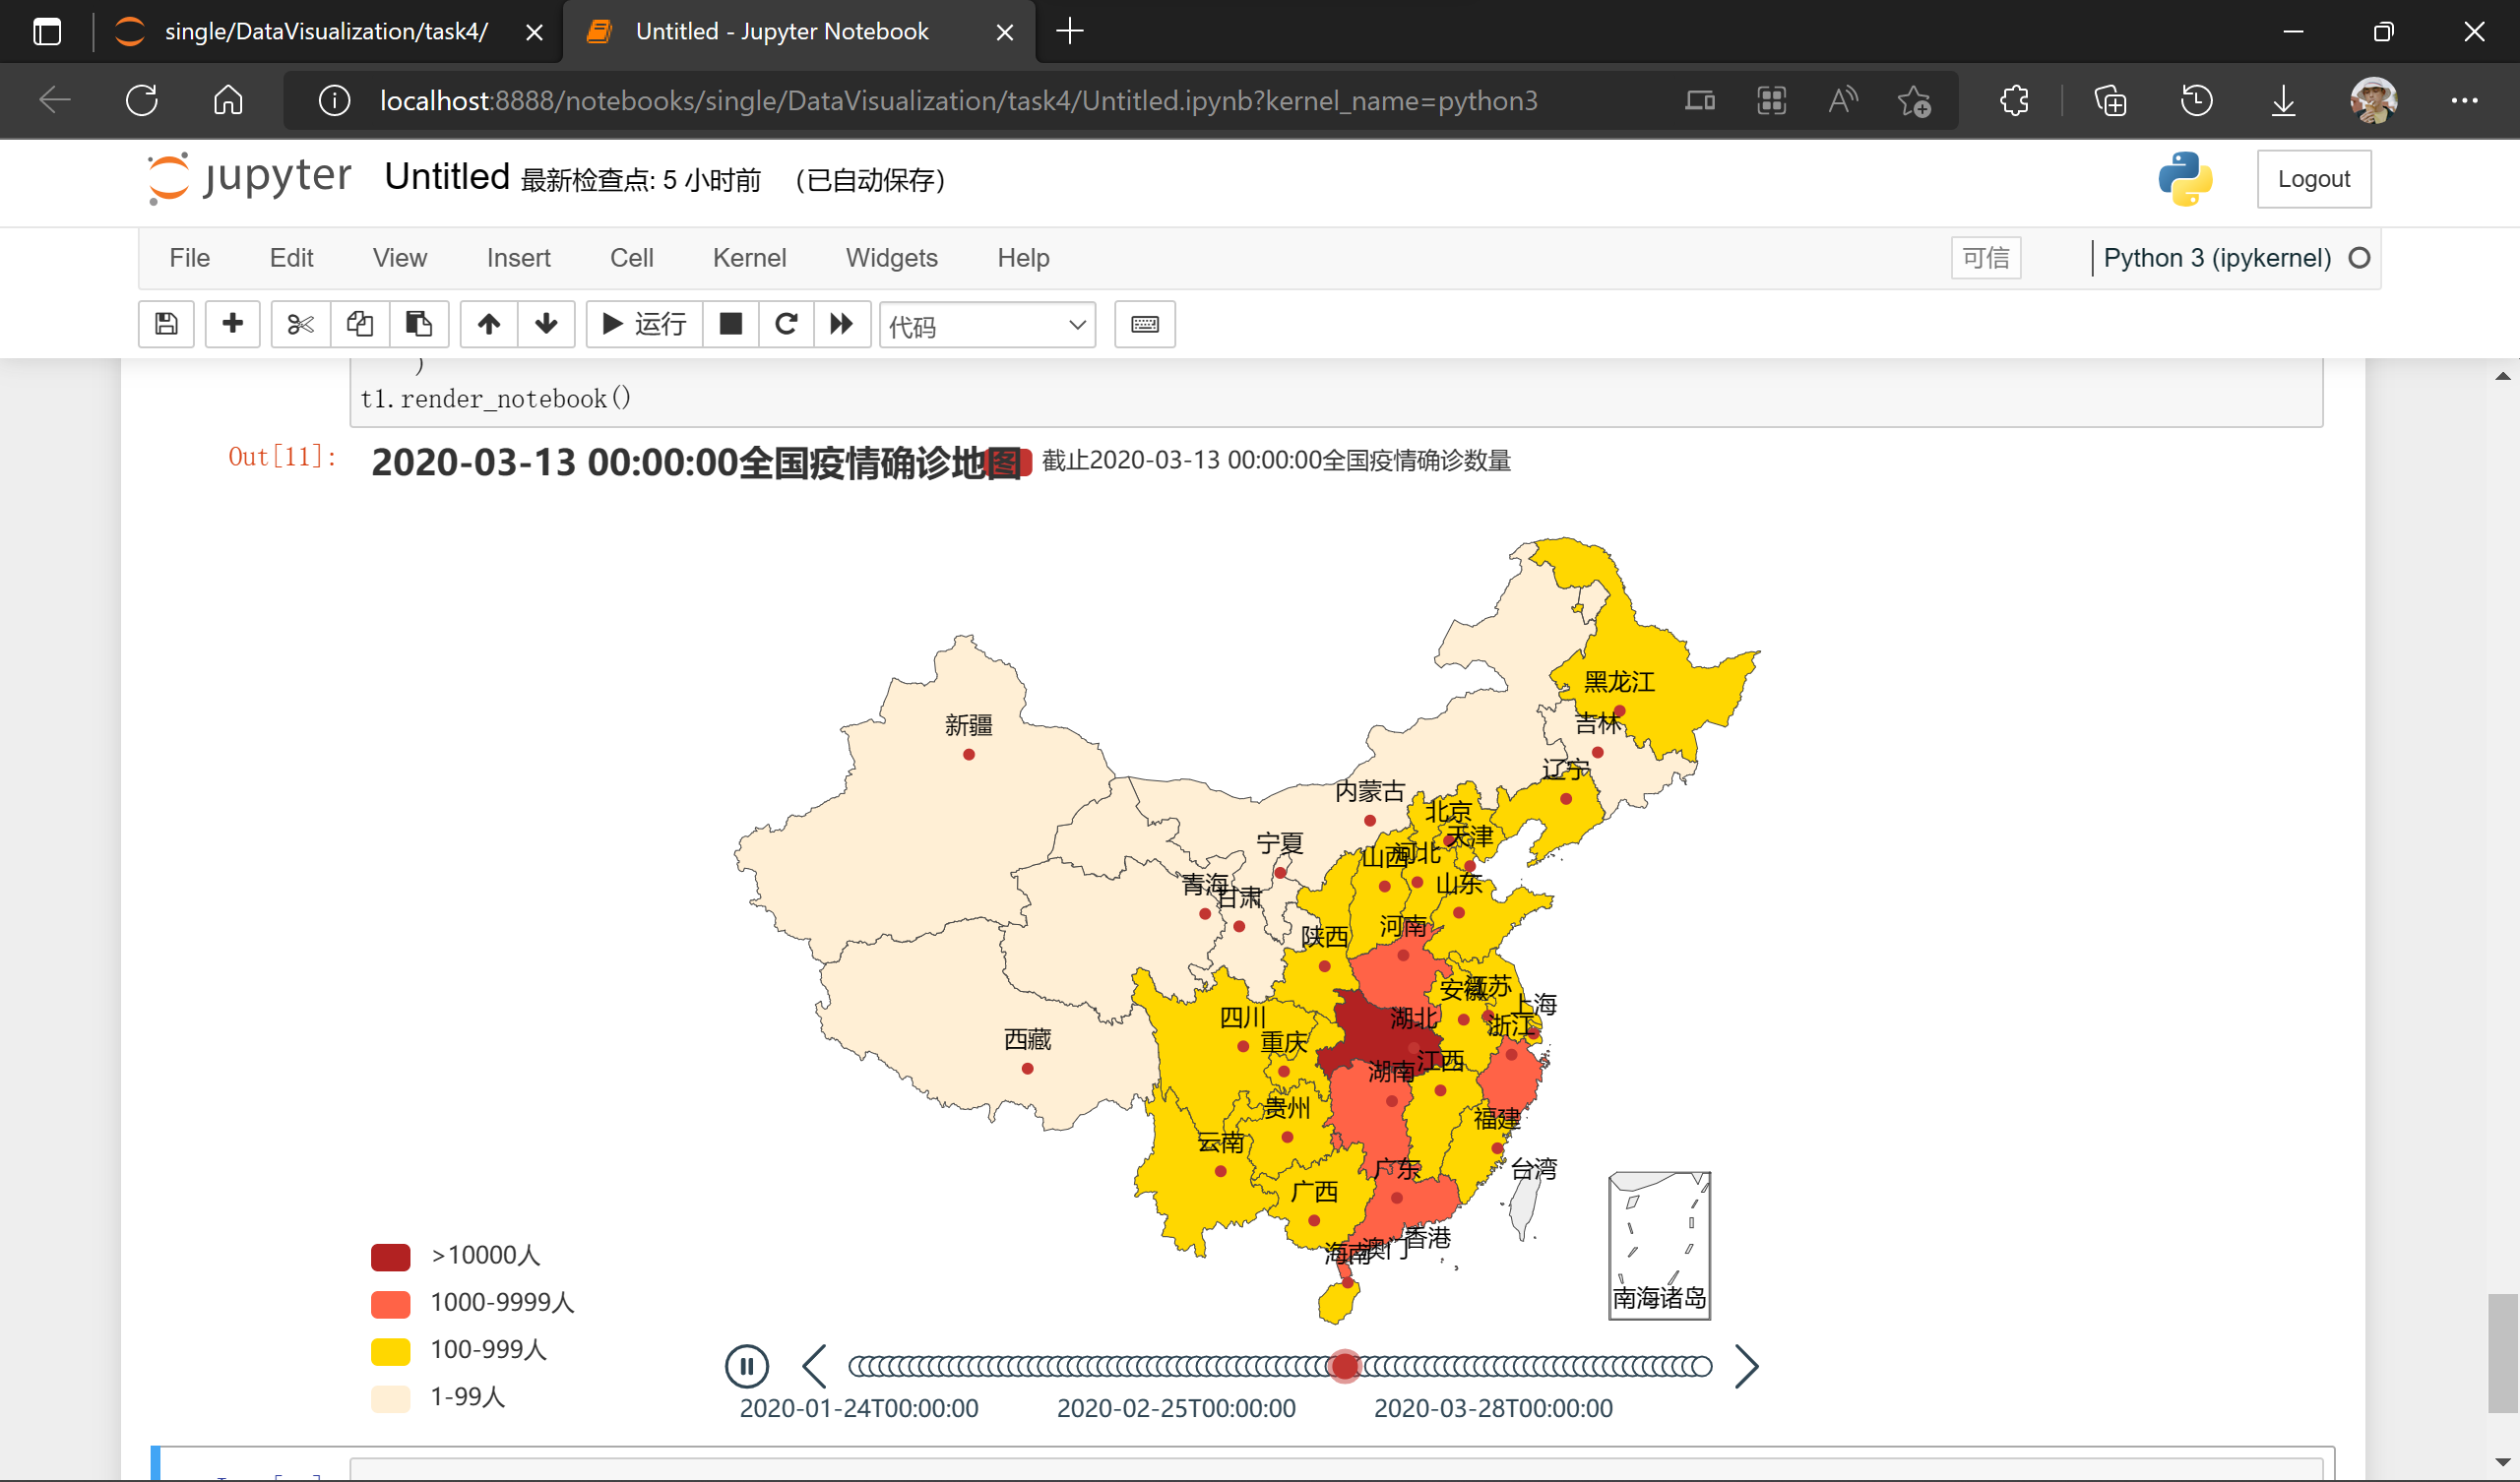 single/DataVisualization/task4/
Untitled - Jupyter Notebook
localhost:8888/notebooks/single/DataVisualization/task4/Untitled.ipynb?kernel_name=python3
jupyter Untitled 最新检查点: 5 小时前 (已自动保存)
Logout
File Edit View Insert Cell Kernel Widgets Help
可信
Python 3 (ipykernel)
运行
代码
)
t1.render_notebook()
Out[11]:
2020-03-13 00:00:00全国疫情确诊地图
截止2020-03-13 00:00:00全国疫情确诊数量
黑龙江
吉林
新疆
辽宁
内蒙古
北京
天津
宁夏
山西
河北
青海
甘肃
山东
河南
陕西
安徽
江苏
上海
四川
湖北
浙江
重庆
西藏
江西
湖南
贵州
福建
云南
广东
台湾
广西
香港
海南
澳门
南海诸岛
>10000人
1000-9999人
100-999人
1-99人
2020-01-24T00:00:00
2020-02-25T00:00:00
2020-03-28T00:00:00